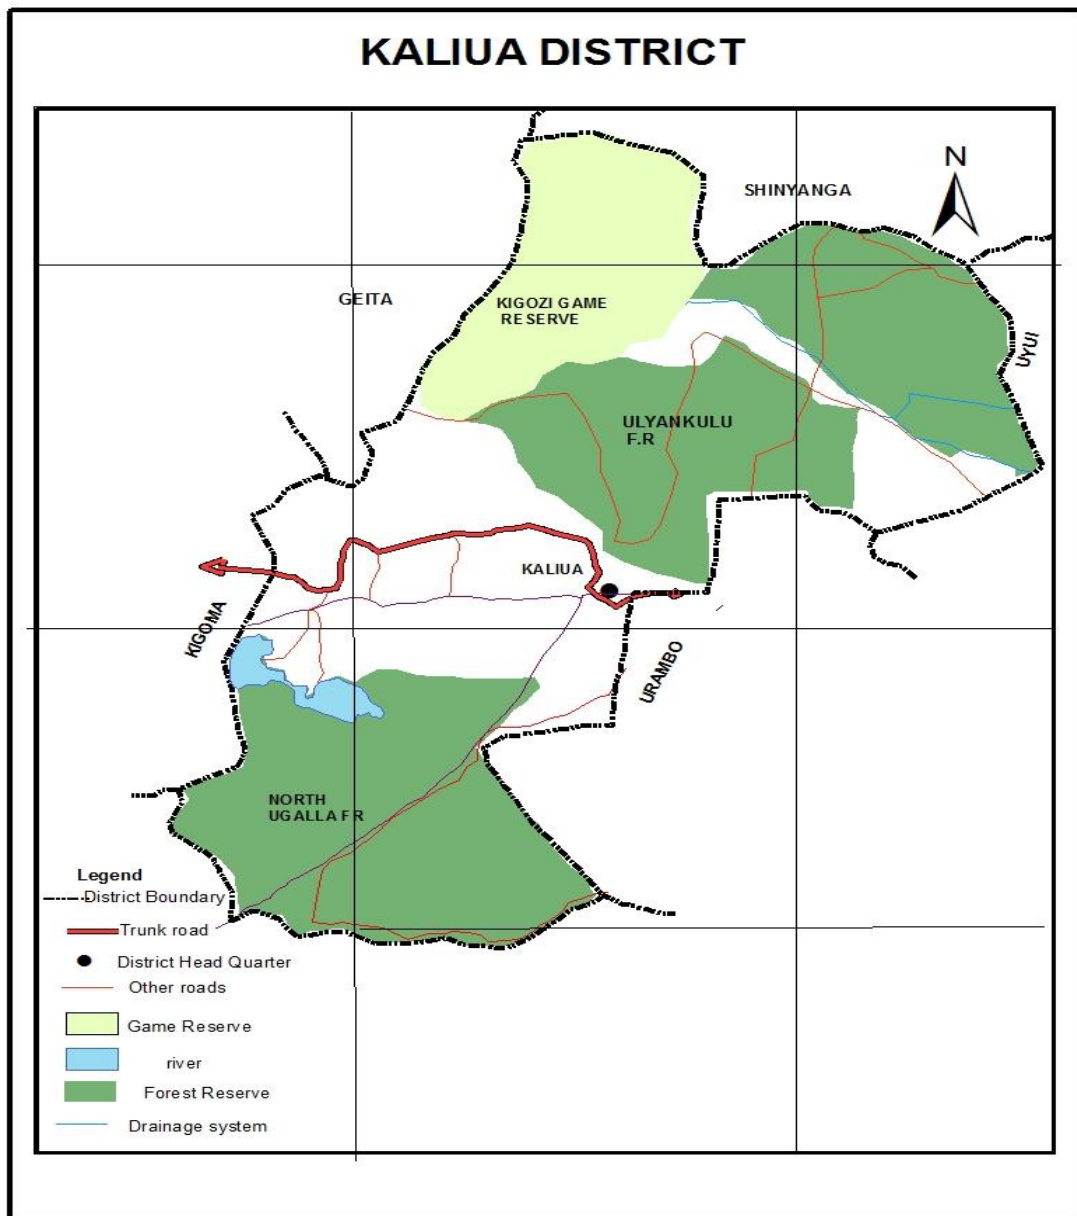 KALIUA DISTRICT
N
SHINYANGA
GEITA
KIGOZI GAME
RESERVE
UYUI
ULYANKULU
F.R
KALIUA
KIGOMA
URAMBO
NORTH
UGALLA FR
Legend
District Boundary
Trunk road
District Head Quarter
Other roads
Game Reserve
river
Forest Reserve
Drainage system